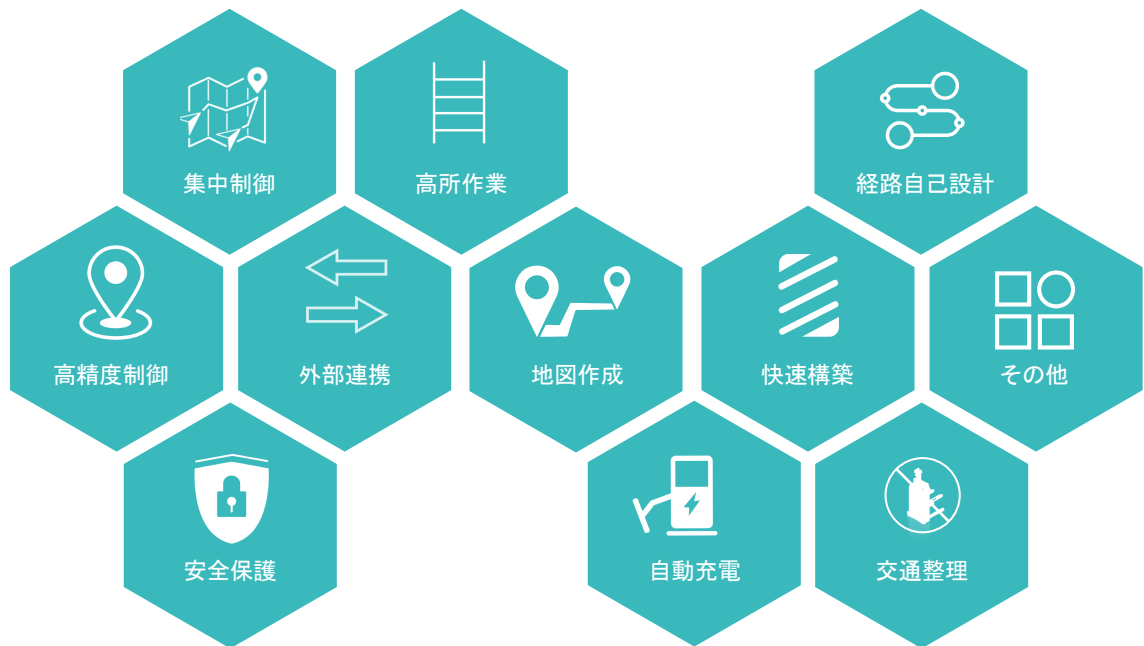 集中制御
高所作業
経路自己設計
高精度制御
外部連携
地図作成
快速構築
その他
安全保護
自動充電
交通整理